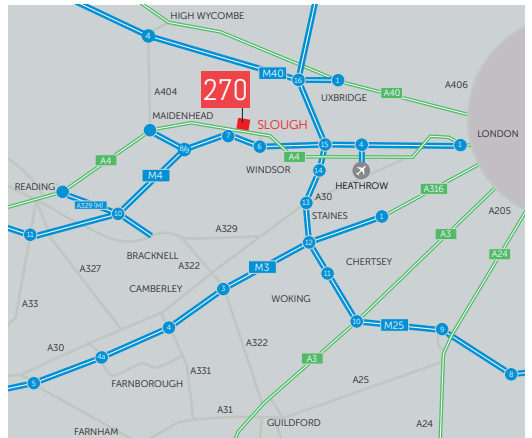 HIGH WYCOMBE
4
A404
M40
16
1
UXBRIDGE
A40
A406
270
MAIDENHEAD
SLOUGH
7
6
15
4
1
LONDON
A4
8/9
A4
M4
WINDSOR
14
HEATHROW
READING
A329 (M)
10
A30
13
STAINES
A316
1
A205
11
A329
12
A3
A24
A327
BRACKNELL
A322
CAMBERLEY
M3
11
CHERTSEY
A33
3
WOKING
10
M25
9
4
A30
4a
A322
A3
8
5
FARNBOROUGH
A331
A25
A31
GUILDFORD
A24
FARNHAM